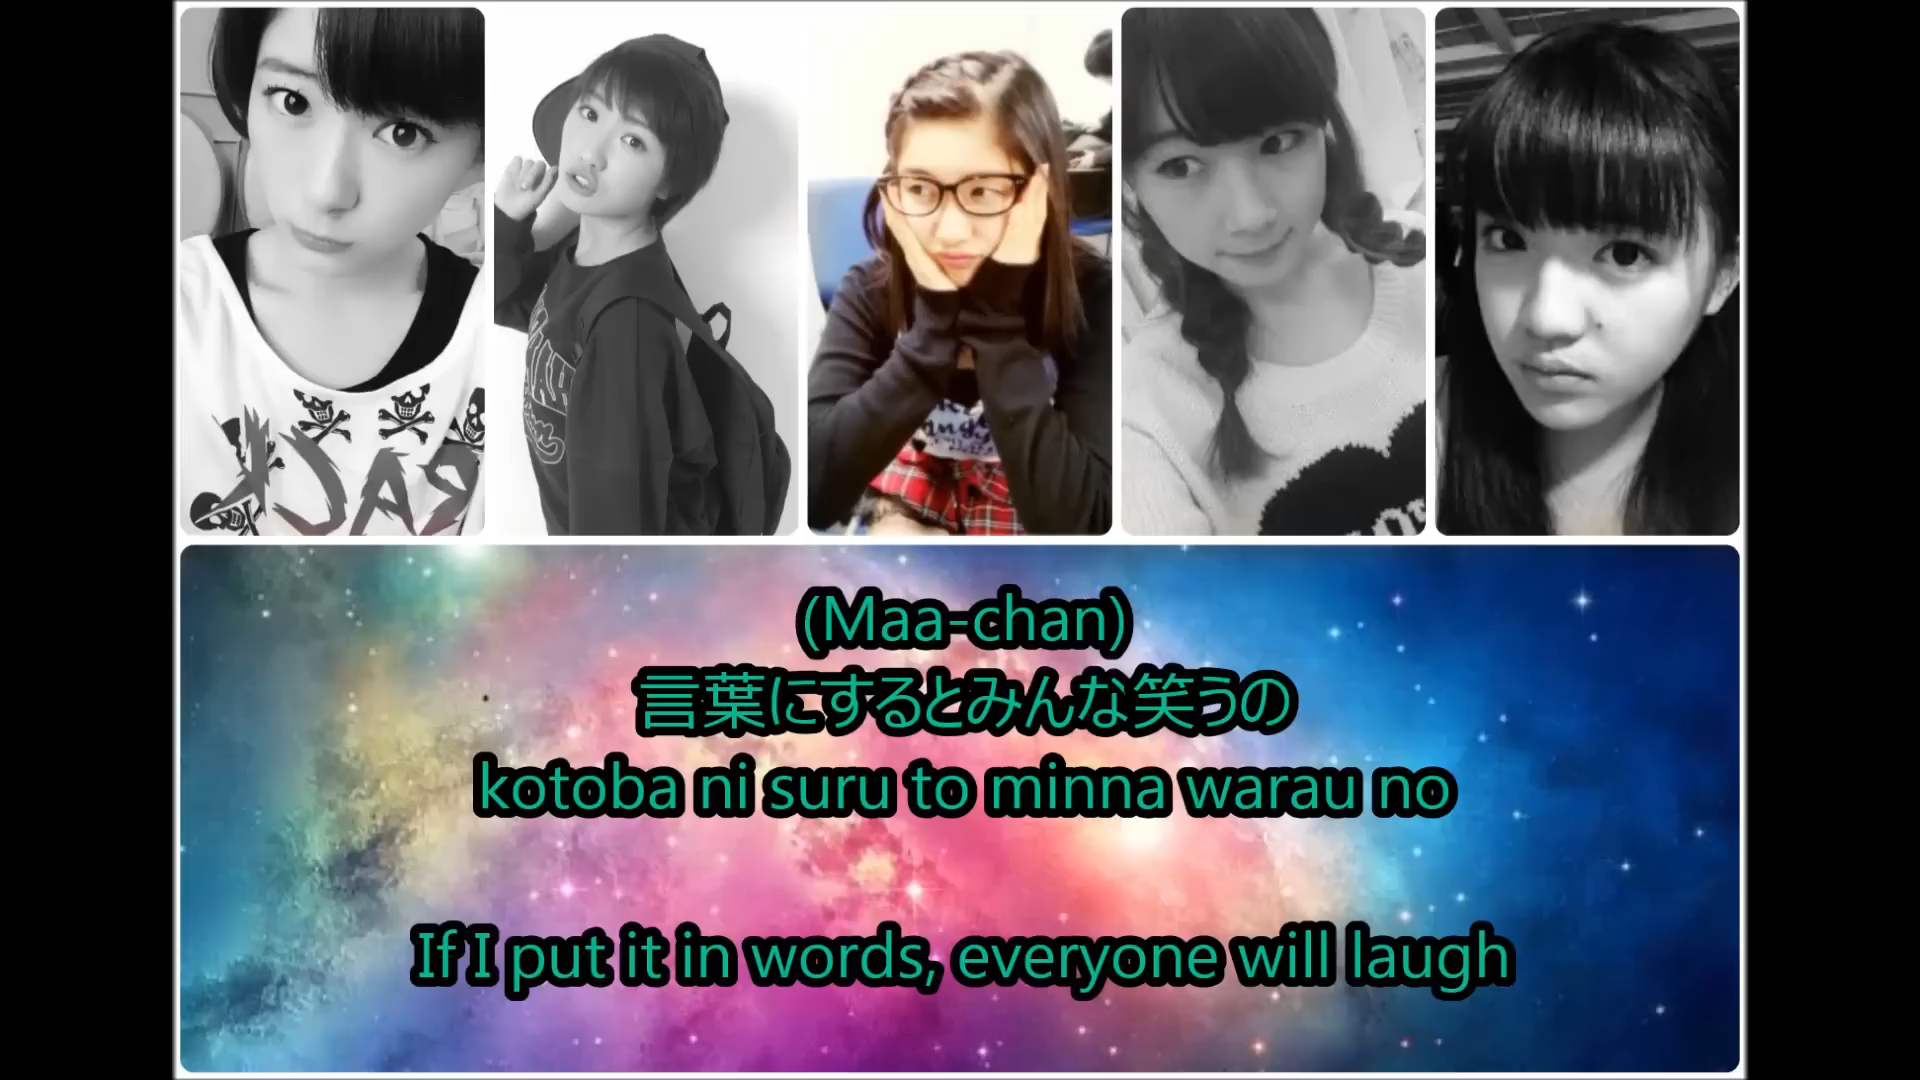 (Maa-chan)
言葉にするとみんな笑うの
kotoba ni suru to minna warau no
If I put it in words, everyone will laugh